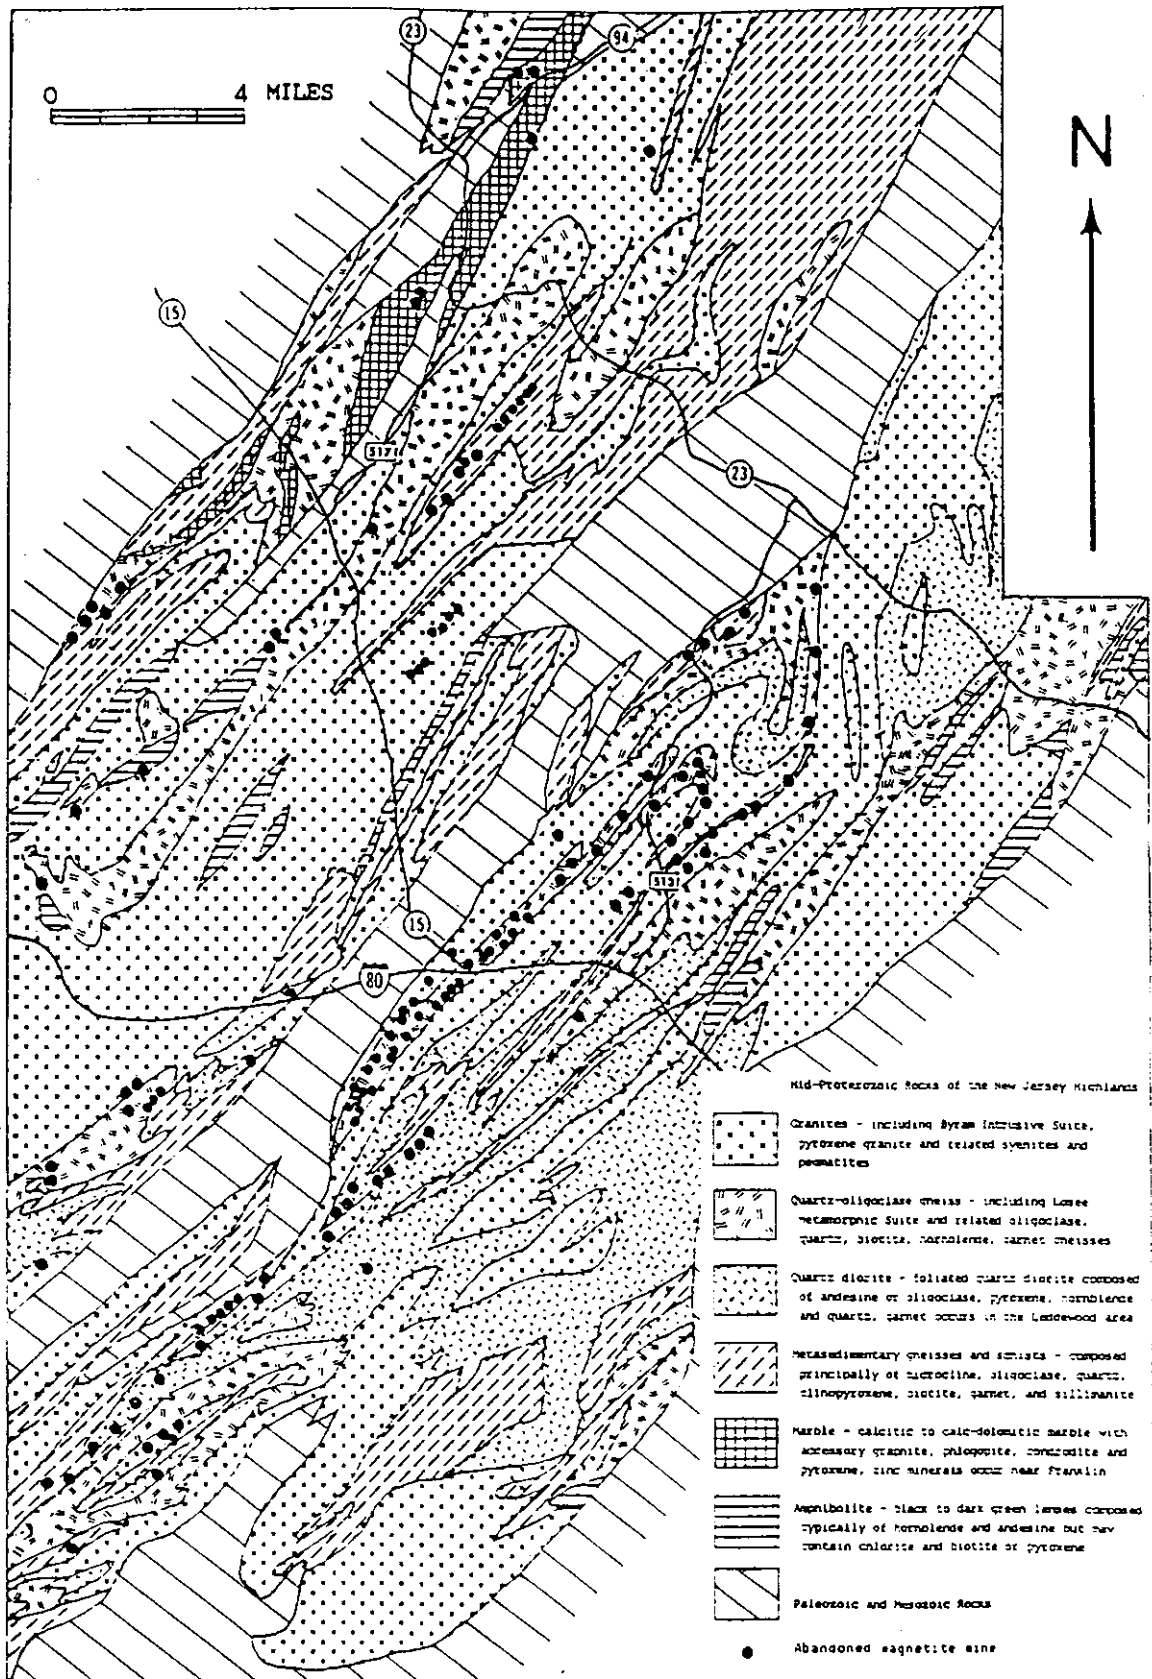 23
94
0 4 MILES
N
15
517
23
15
513
80
Mid-Proterozoic Rocks of the New Jersey Highlands
Granites - including Byram Intrusive Suite,
pyroxene granite and related syenites and
pegmatites
Quartz-oligoclase gneiss - including Losee
metamorphic Suite and related oligoclase,
quartz, biotite, hornblende, garnet gneisses
Quartz diorite - foliated quartz diorite composed
of andesine or oligoclase, pyroxene, hornblende
and quartz, garnet occurs in the Ledgewood area
Metasedimentary gneisses and schists - composed
principally of microcline, oligoclase, quartz,
clinopyroxene, biotite, garnet, and sillimanite
Marble - calcitic to calc-dolomitic marble with
accessory graphite, phlogopite, chondrodite and
pyroxene, zinc minerals occur near Franklin
Amphibolite - black to dark green lenses composed
typically of hornblende and andesine but may
contain chlorite and biotite or pyroxene
Paleozoic and Mesozoic Rocks
Abandoned magnetite mine